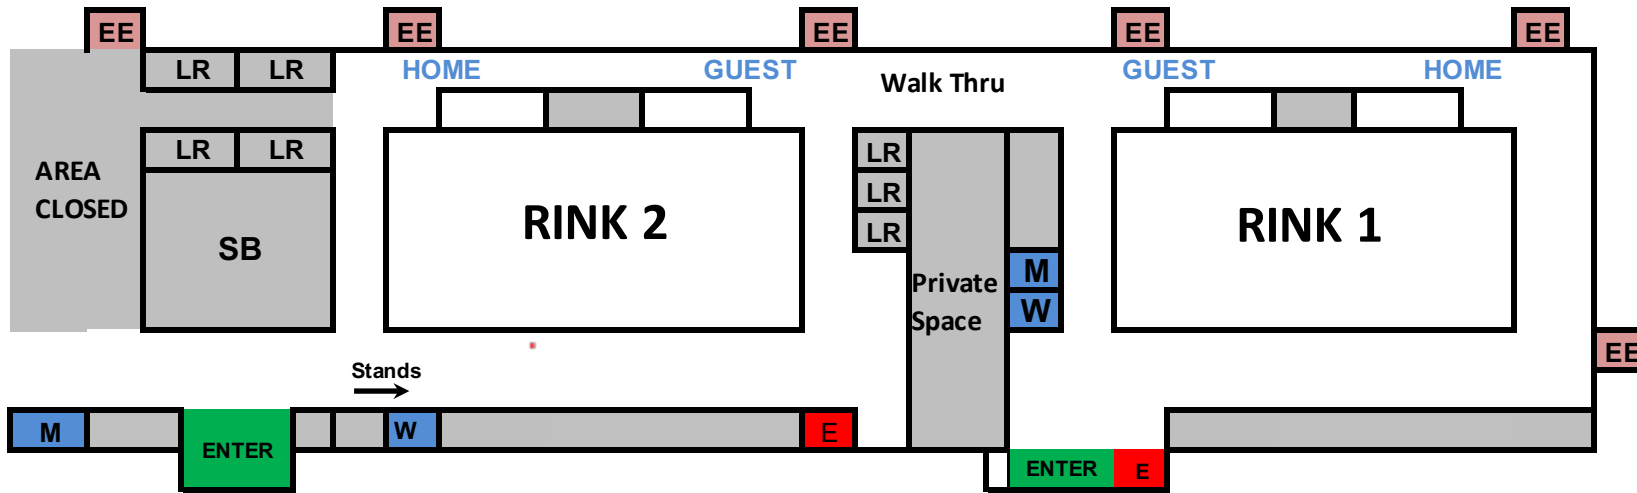 EE EE EE EE EE
LR LR HOME GUEST Walk Thru GUEST HOME
LR LR LR
AREA
CLOSED
LR
LR
SB RINK 2 RINK 1
Private
Space
M
W
EE
Stands
M ENTER W E
ENTER E